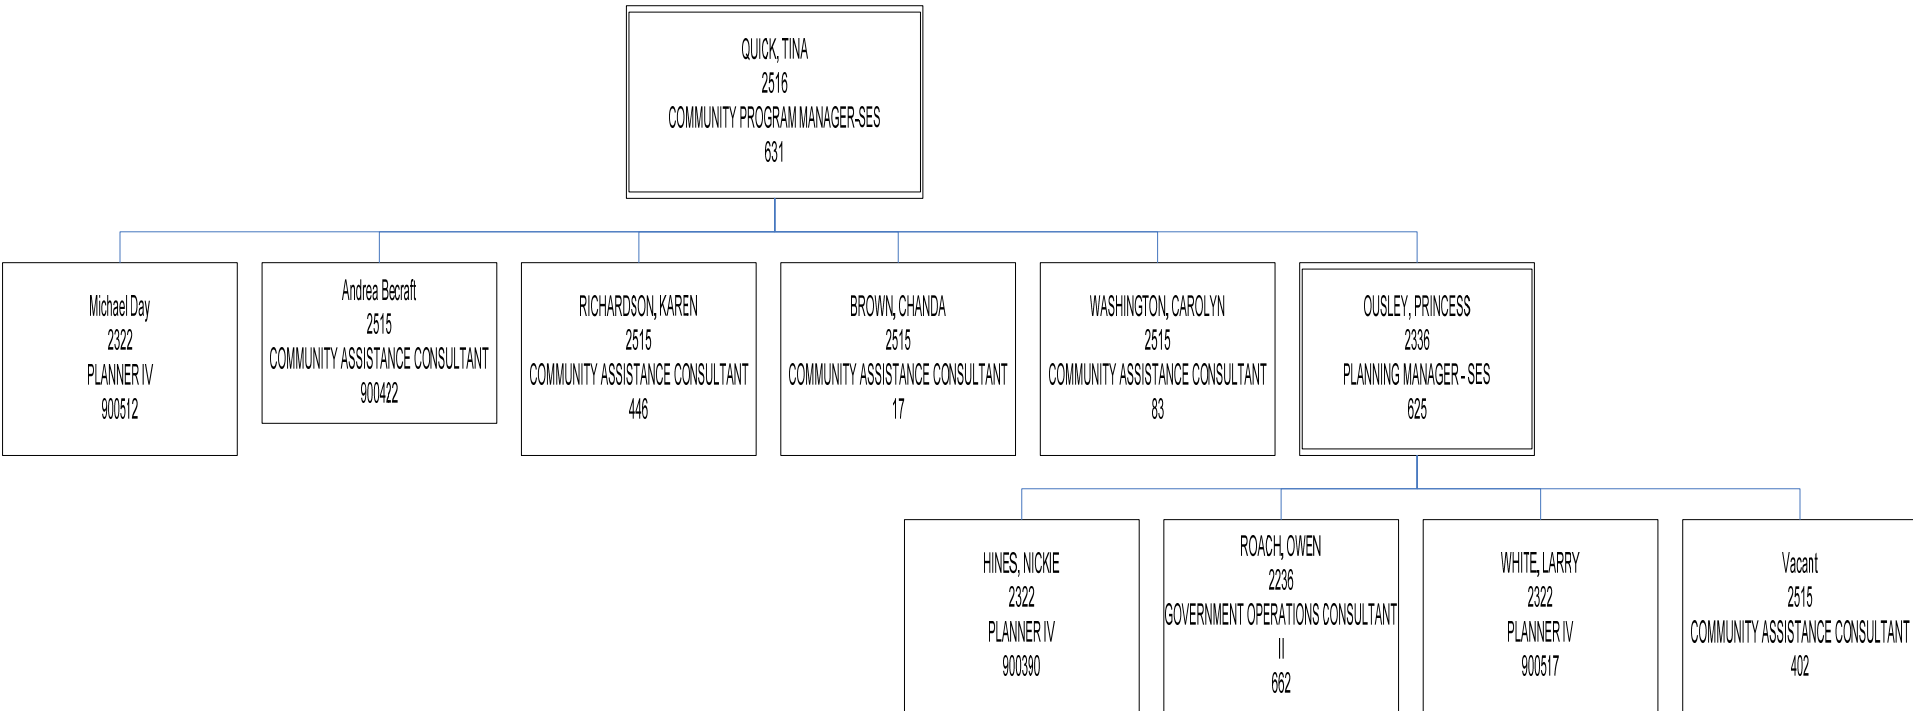 QUICK, TINA
2516
COMMUNITY PROGRAM MANAGER-SES
631
Michael Day
2322
PLANNER IV
900512
Andrea Becraft
2515
COMMUNITY ASSISTANCE CONSULTANT
900422
RICHARDSON, KAREN
2515
COMMUNITY ASSISTANCE CONSULTANT
446
BROWN, CHANDA
2515
COMMUNITY ASSISTANCE CONSULTANT
17
WASHINGTON, CAROLYN
2515
COMMUNITY ASSISTANCE CONSULTANT
83
OUSLEY, PRINCESS
2336
PLANNING MANAGER - SES
625
HINES, NICKIE
2322
PLANNER IV
900390
ROACH, OWEN
2236
GOVERNMENT OPERATIONS CONSULTANT
II
662
WHITE, LARRY
2322
PLANNER IV
900517
Vacant
2515
COMMUNITY ASSISTANCE CONSULTANT
402